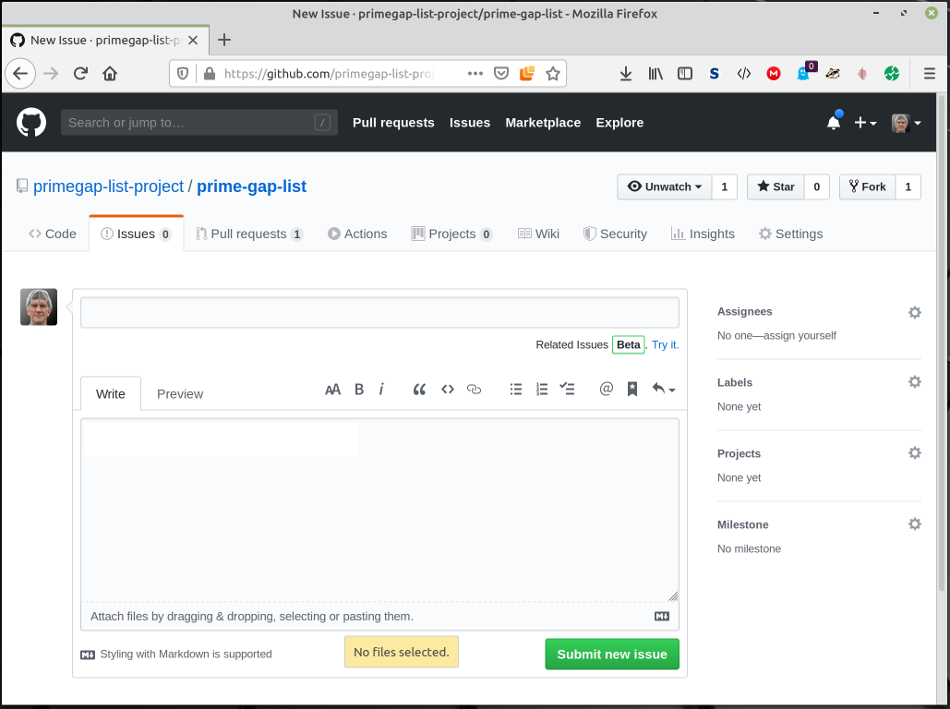 New Issue · primegap-list-project/prime-gap-list - Mozilla Firefox
New Issue · primegap-list-p
https://github.com/primegap-list-pro
S
M
0
Search or jump to…
/
Pull requests
Issues
Marketplace
Explore
primegap-list-project / prime-gap-list
Unwatch
1
Star
0
Fork
1
Code
Issues 0
Pull requests 1
Actions
Projects 0
Wiki
Security
Insights
Settings
Related Issues Beta. Try it.
Write
Preview
AA B i
@
Attach files by dragging & dropping, selecting or pasting them.
Styling with Markdown is supported
No files selected.
Submit new issue
Assignees
No one—assign yourself
Labels
None yet
Projects
None yet
Milestone
No milestone